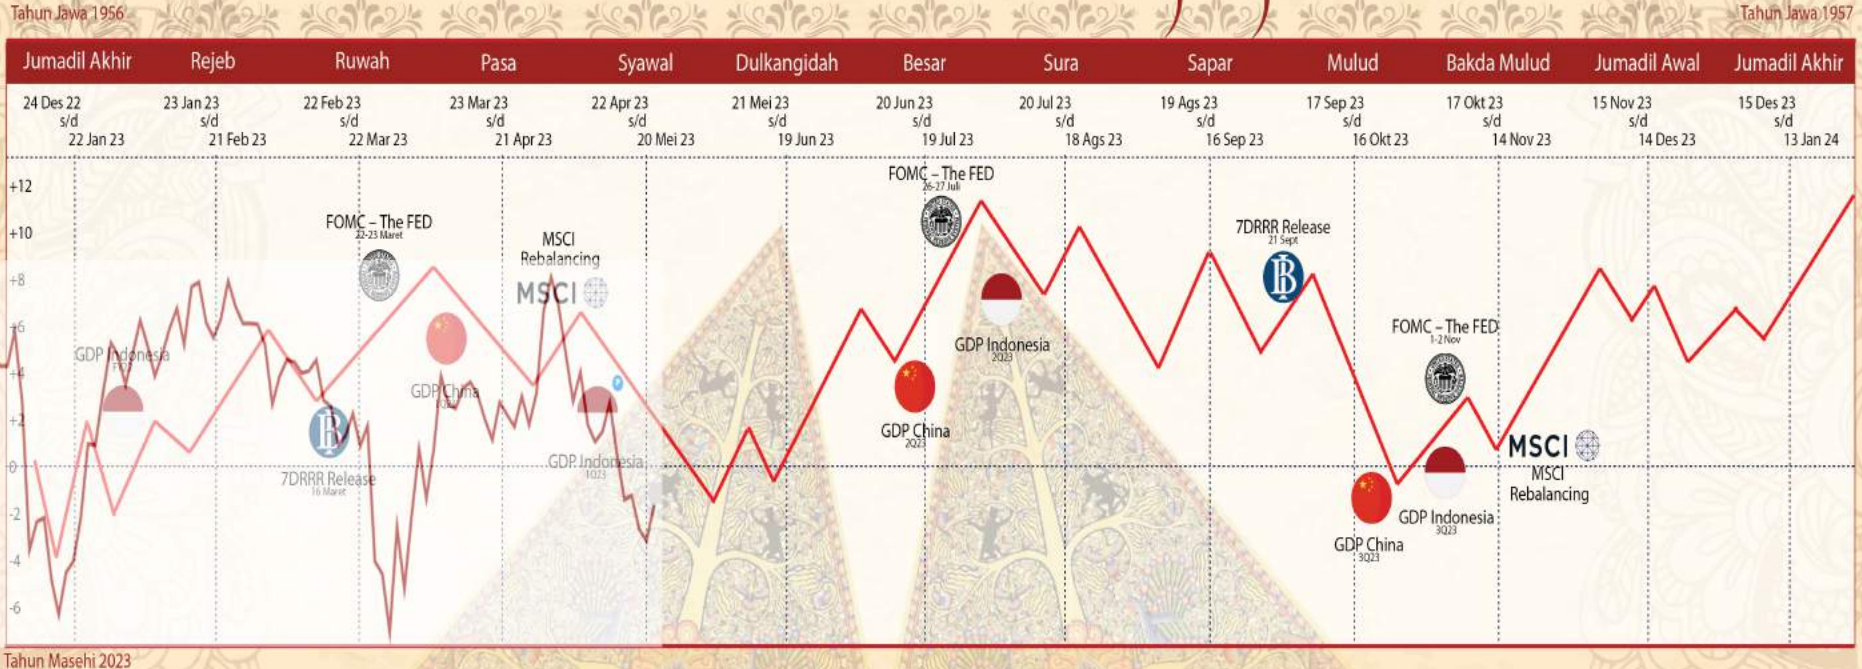 Tahun Jawa 1956
Tahun Jawa 1957
Jumadil Akhir
Rejeb
Ruwah
Pasa
Syawal
Dulkangidah
Besar
Sura
Sapar
Mulud
Bakda Mulud
Jumadil Awal
Jumadil Akhir
24 Des 22
s/d
22 Jan 23
23 Jan 23
s/d
21 Feb 23
22 Feb 23
s/d
22 Mar 23
23 Mar 23
s/d
21 Apr 23
22 Apr 23
s/d
20 Mei 23
21 Mei 23
s/d
19 Jun 23
20 Jun 23
s/d
19 Jul 23
20 Jul 23
s/d
18 Ags 23
19 Ags 23
s/d
16 Sep 23
17 Sep 23
s/d
16 Okt 23
17 Okt 23
s/d
14 Nov 23
15 Nov 23
s/d
14 Des 23
15 Des 23
s/d
13 Jan 24
+12
+10
+8
+6
+4
+2
0
-2
-4
-6
GDP Indonesia
7DRRR Release
16 Maret
FOMC – The FED
22-23 Maret
GDP China
MSCI
Rebalancing
MSCI
GDP Indonesia
1Q23
FOMC – The FED
26-27 Juli
GDP China
2Q23
GDP Indonesia
2Q23
7DRRR Release
21 Sept
GDP China
3Q23
FOMC – The FED
1-2 Nov
GDP Indonesia
3Q23
MSCI
MSCI
Rebalancing
Tahun Masehi 2023